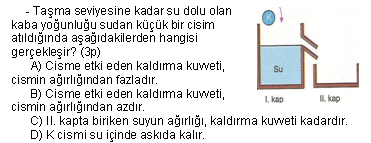 - Taşma seviyesine kadar su dolu olan
kaba yoğunluğu sudan küçük bir cisim
atıldığında aşağıdakilerden hangisi
gerçekleşir? (3p)
A) Cisme etki eden kaldırma kuvveti,
cismin ağırlığından fazladır.
B) Cisme etki eden kaldırma kuvveti,
cismin ağırlığından azdır.
C) II. kapta biriken suyun ağırlığı, kaldırma kuvveti kadardır.
D) K cismi su içinde askıda kalır.
K
Su
I. kap
II. kap